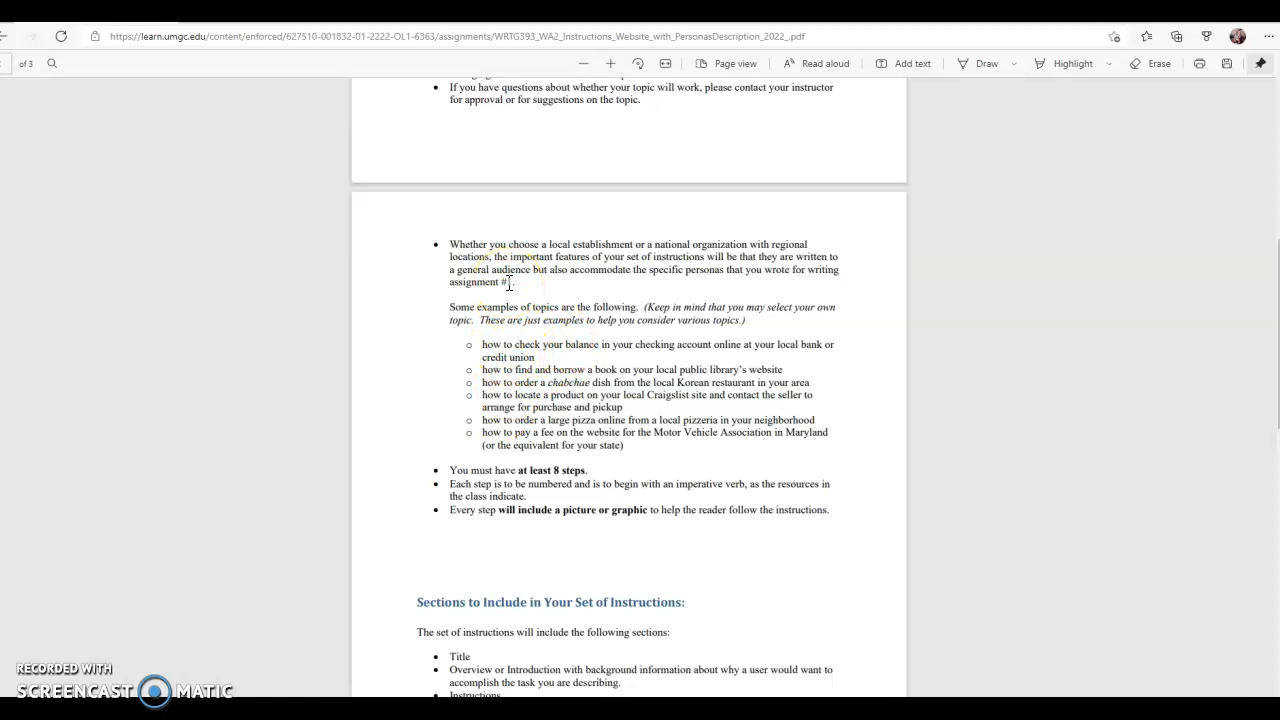 https://learn.umgc.edu/content/enforced/627510-001832-01-2222-OL1-6363/assignments/WRTG393_WA2_Instructions_Website_with_PersonasDescription_2022_.pdf
of 3
Page view
Read aloud
Add text
Draw
Highlight
Erase
• If you have questions about whether your topic will work, please contact your instructor
for approval or for suggestions on the topic.
• Whether you choose a local establishment or a national organization with regional
locations, the important features of your set of instructions will be that they are written to
a general audience but also accommodate the specific personas that you wrote for writing
assignment #
Some examples of topics are the following. (Keep in mind that you may select your own
topic. These are just examples to help you consider various topics.)
o how to check your balance in your checking account online at your local bank or
credit union
o how to find and borrow a book on your local public library's website
o how to order a chabchae dish from the local Korean restaurant in your area
o how to locate a product on your local Craigslist site and contact the seller to
arrange for purchase and pickup
o how to order a large pizza online from a local pizzeria in your neighborhood
o how to pay a fee on the website for the Motor Vehicle Association in Maryland
(or the equivalent for your state)
• You must have at least 8 steps.
• Each step is to be numbered and is to begin with an imperative verb, as the resources in
the class indicate.
• Every step will include a picture or graphic to help the reader follow the instructions.
Sections to Include in Your Set of Instructions:
The set of instructions will include the following sections:
• Title
• Overview or Introduction with background information about why a user would want to
accomplish the task you are describing.
• Instructions
RECORDED WITH
SCREENCAST MATIC